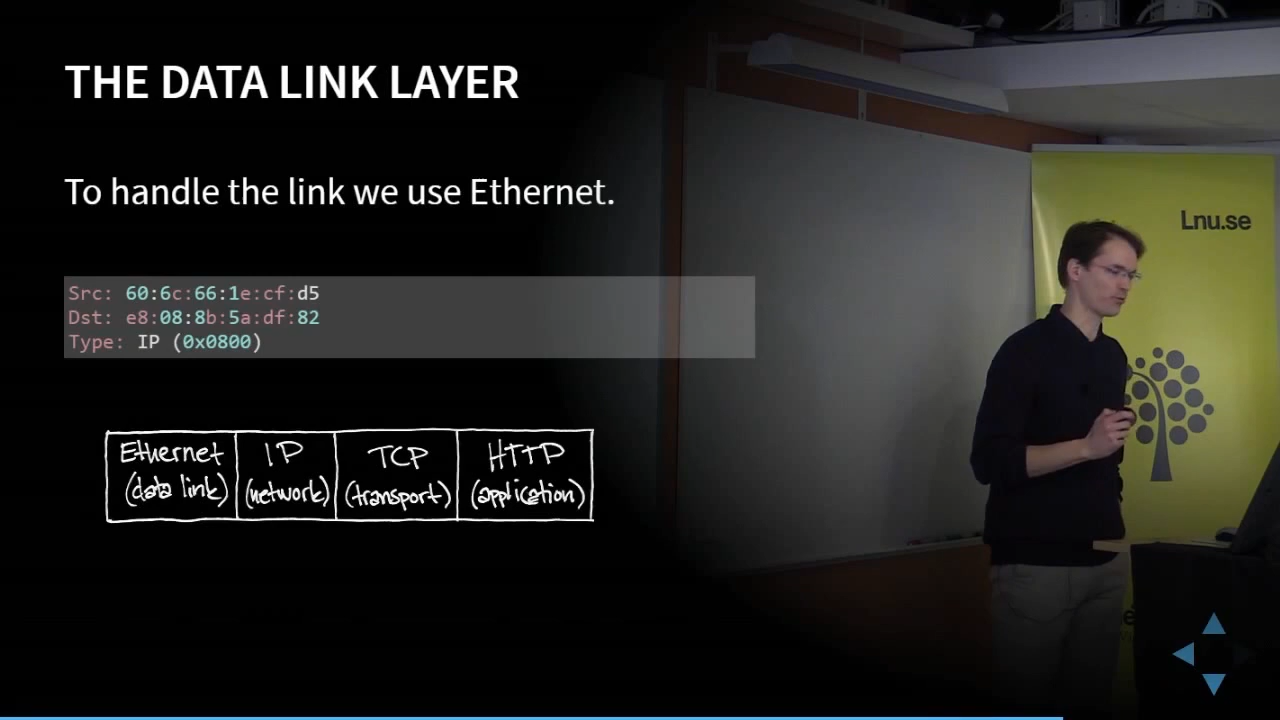 THE DATA LINK LAYER
To handle the link we use Ethernet.
Src: 60:6c:66:1e:cf:d5
Dst: e8:08:8b:5a:df:82
Type: IP (0x0800)
Ethernet IP TCP HTTP
(data link) (network) (transport) (application)
Lnu.se